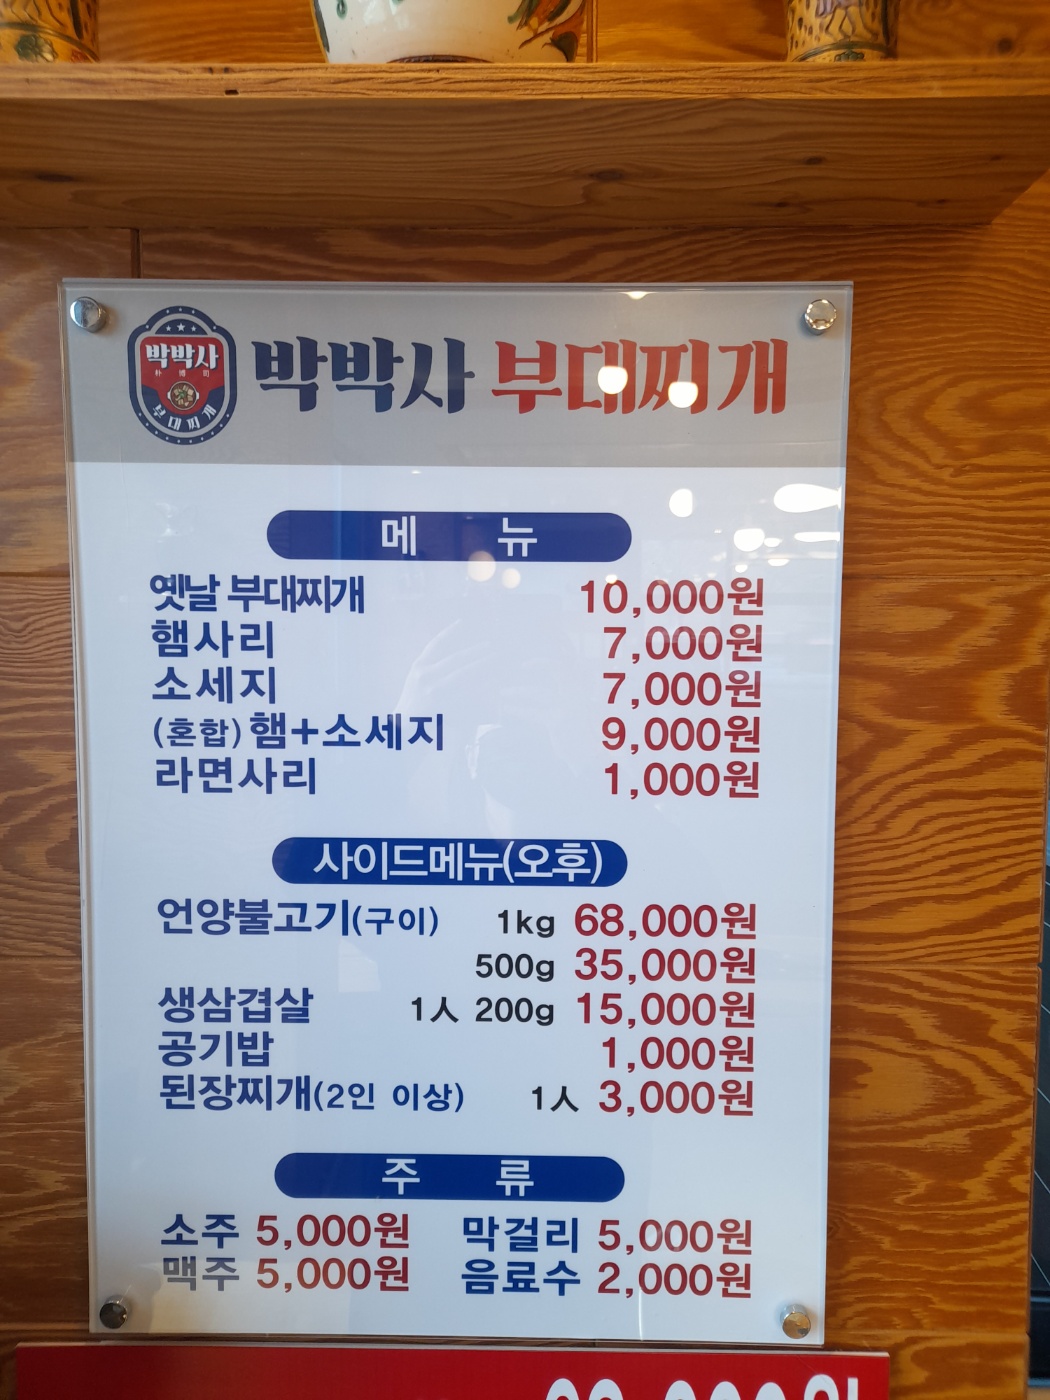 박박사
朴 博 司
부대찌개
박박사 부대찌개
메 뉴
옛날 부대찌개 10,000원
햄사리 7,000원
소세지 7,000원
(혼합) 햄+소세지 9,000원
라면사리 1,000원
사이드메뉴(오후)
언양불고기(구이) 1kg 68,000원
500g 35,000원
생삼겹살 1人 200g 15,000원
공기밥 1,000원
된장찌개(2인 이상) 1人 3,000원
주 류
소주 5,000원 막걸리 5,000원
맥주 5,000원 음료수 2,000원